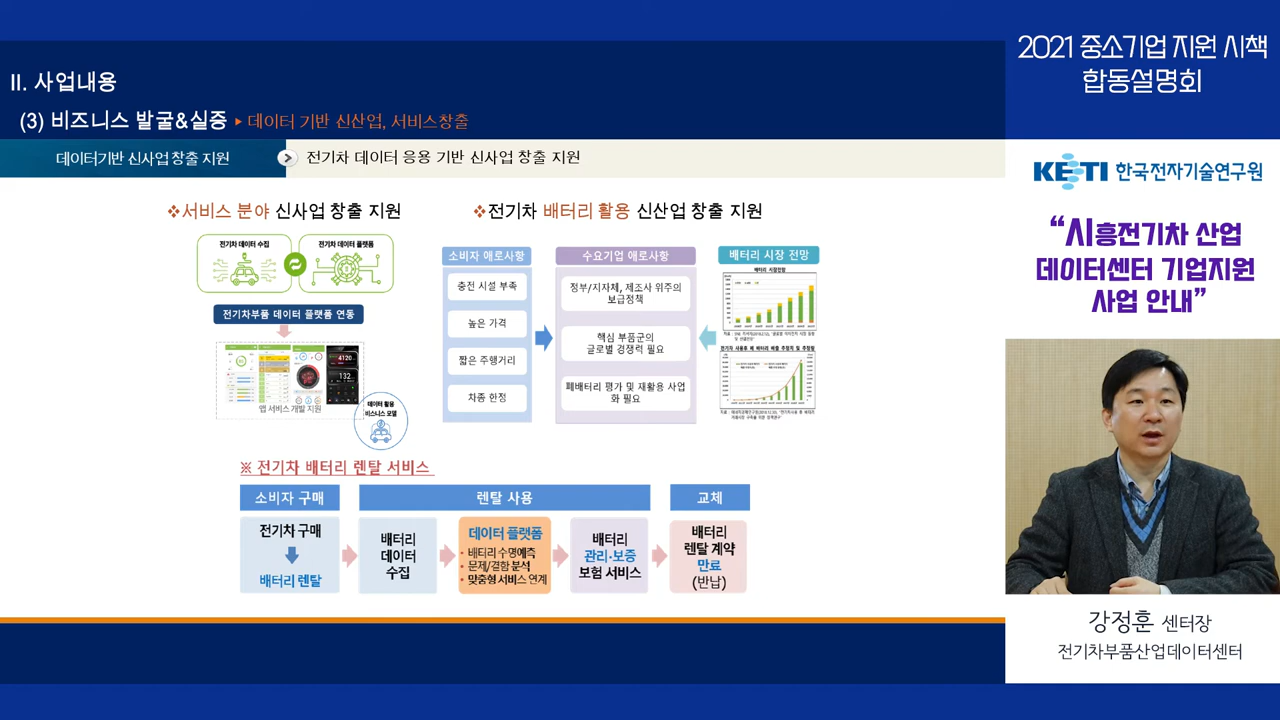 2021 중소기업 지원 시책
합동설명회
II. 사업내용
(3) 비즈니스 발굴&실증 ▶ 데이터 기반 신산업, 서비스창출
데이터기반 신사업 창출 지원
전기차 데이터 응용 기반 신사업 창출 지원
KETI 한국전자기술연구원
“시흥전기차 산업
데이터센터 기업지원
사업 안내”
❖서비스 분야 신사업 창출 지원
전기차 데이터 수집
전기차 데이터 플랫폼
전기차부품 데이터 플랫폼 연동
4120
132
앱 서비스 개발 지원
데이터 활용
비스니스 모델
❖전기차 배터리 활용 신산업 창출 지원
소비자 애로사항
충전 시설 부족
높은 가격
짧은 주행거리
차종 한정
수요기업 애로사항
정부/지자체, 제조사 위주의
보급정책
핵심 부품군의
글로벌 경쟁력 필요
폐배터리 평가 및 재활용 사업
화 필요
배터리 시장 전망
배터리 시장전망
※ 전기차 배터리 렌탈 서비스
소비자 구매
렌탈 사용
교체
전기차 구매
배터리 렌탈
배터리
데이터
수집
데이터 플랫폼
• 배터리 수명예측
• 문제/결함 분석
• 맞춤형 서비스 연계
배터리
관리·보증
보험 서비스
배터리
렌탈 계약
만료
(반납)
강정훈 센터장
전기차부품산업데이터센터